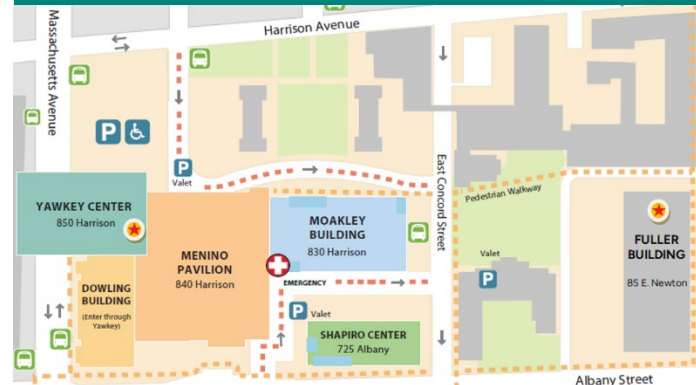 Harrison Avenue
Massachusetts Avenue
P
P
Valet
YAWKEY CENTER
850 Harrison
MOAKLEY
BUILDING
830 Harrison
East Concord Street
Pedestrian Walkway
MENINO
PAVILION
840 Harrison
FULLER
BUILDING
85 E. Newton
Valet
P
DOWLING
BUILDING
(Enter through
Yawkey)
EMERGENCY
P
Valet
SHAPIRO CENTER
725 Albany
Albany Street